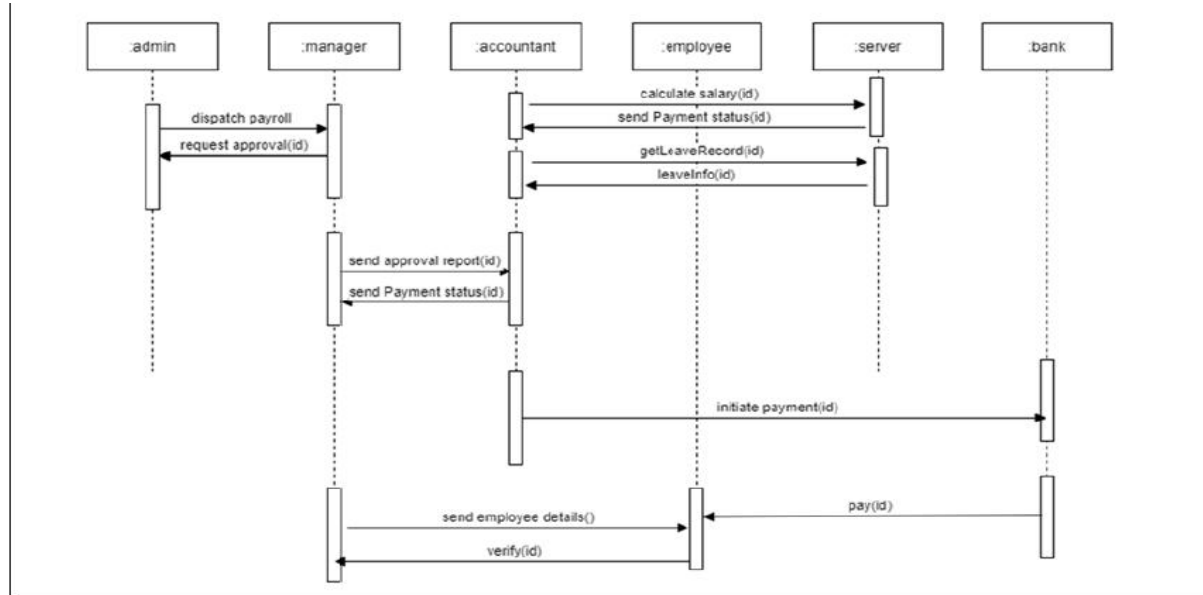 :admin
:manager
:accountant
:employee
:server
:bank
calculate salary(id)
dispatch payroll
send Payment status(id)
request approval(id)
getLeaveRecord(id)
leaveInfo(id)
send approval report(id)
send Payment status(id)
initiate payment(id)
pay(id)
send employee details()
verify(id)